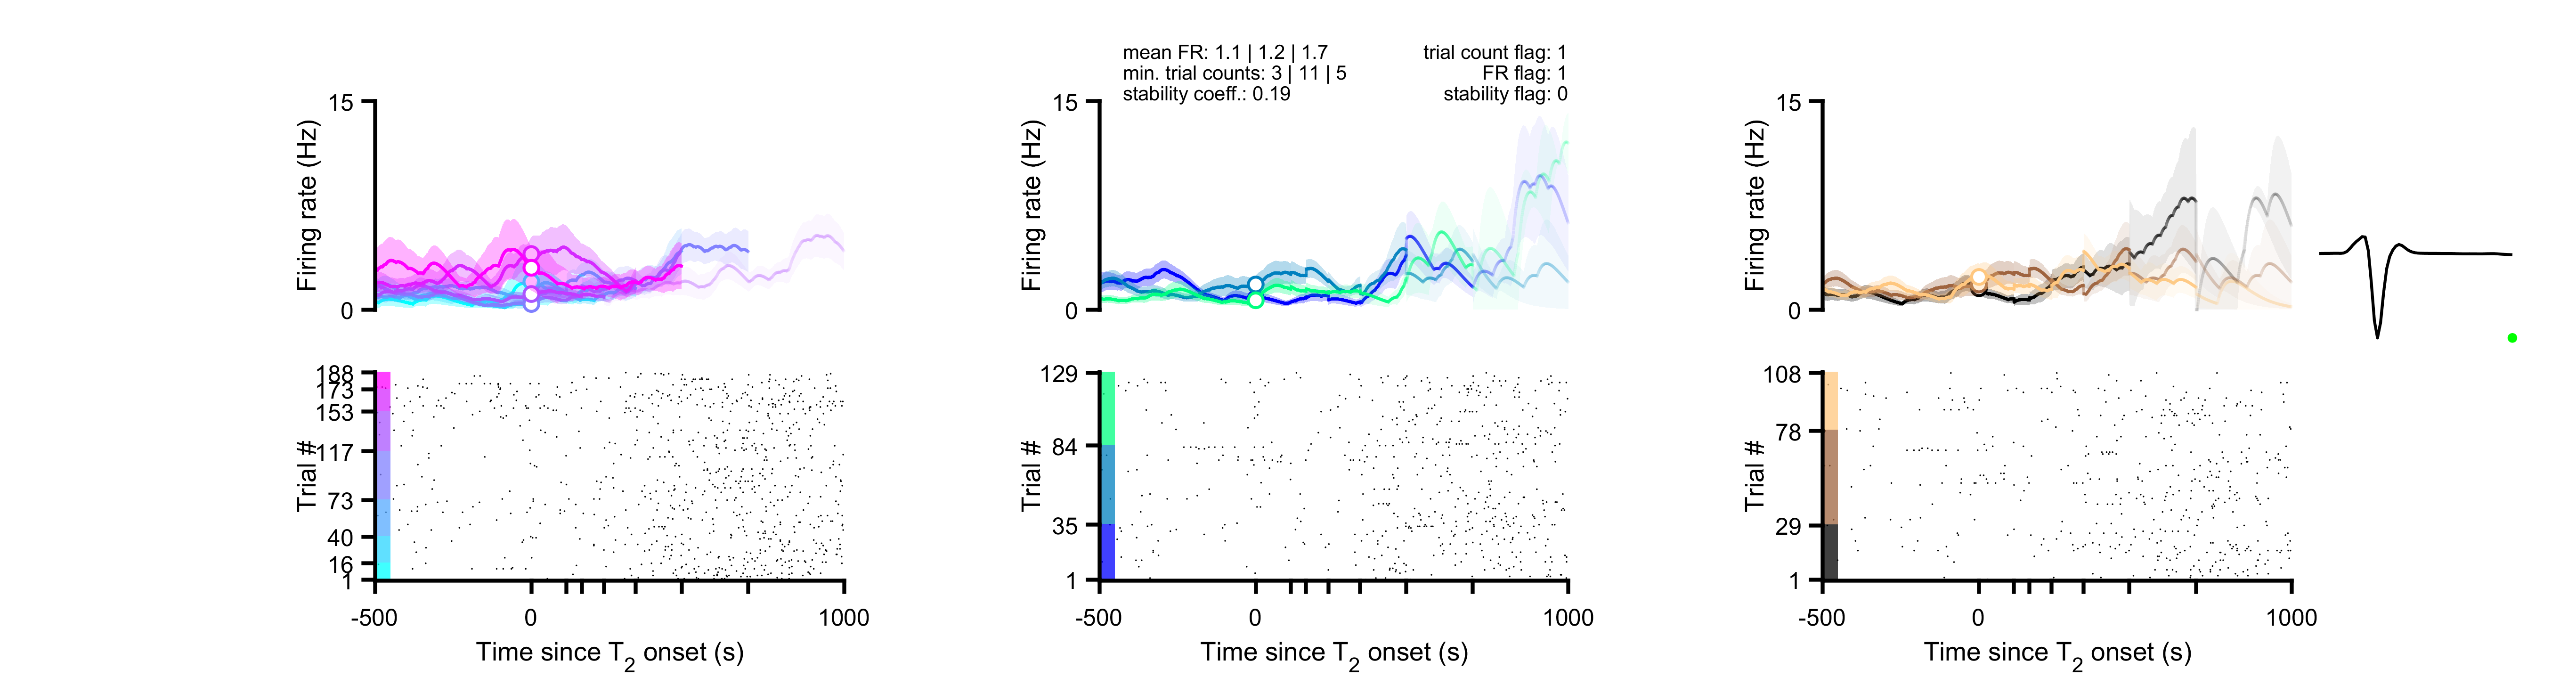 mean FR: 1.1 | 1.2 | 1.7
min. trial counts: 3 | 11 | 5
stability coeff.: 0.19
trial count flag: 1
FR flag: 1
stability flag: 0
Firing rate (Hz)
15
0
Firing rate (Hz)
15
0
Firing rate (Hz)
15
0
Trial #
188
173
153
117
73
40
16
1
-500
0
1000
Time since T2 onset (s)
Trial #
129
84
35
1
-500
0
1000
Time since T2 onset (s)
Trial #
108
78
29
1
-500
0
1000
Time since T2 onset (s)